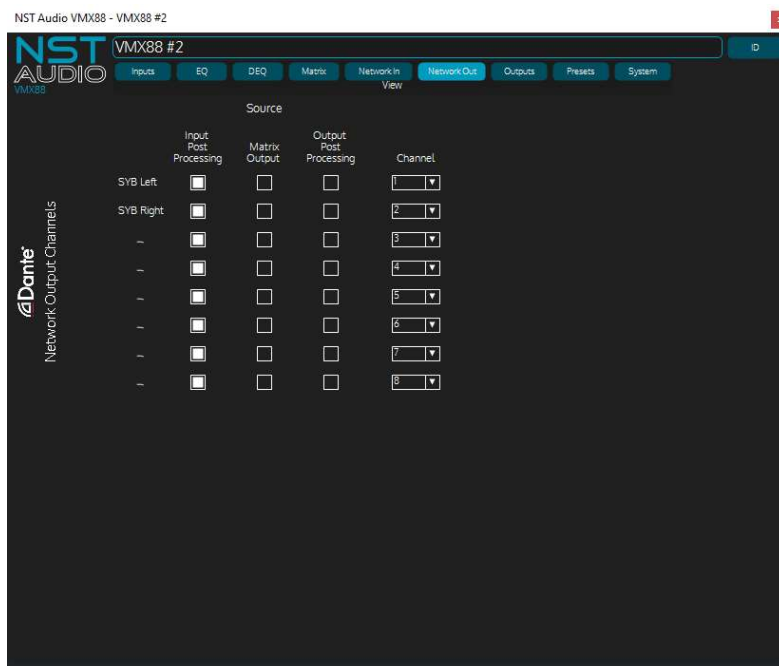 NST Audio VMX88 - VMX88 #2
NST
AUDIO
VMX88
VMX88 #2
ID
Inputs EQ DEQ Matrix Network In Network Out Outputs Presets System
View
Source
Input
Post
Processing
Matrix
Output
Output
Post
Processing
Channel
SYB Left 1
SYB Right 2
– 3
– 4
– 5
– 6
– 7
– 8
Dante
Network Output Channels